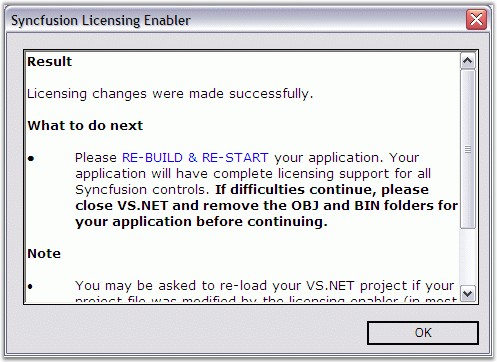 Syncfusion Licensing Enabler
Result
Licensing changes were made successfully.
What to do next
● Please RE-BUILD & RE-START your application. Your
application will have complete licensing support for all
Syncfusion controls. If difficulties continue, please
close VS.NET and remove the OBJ and BIN folders for
your application before continuing.
Note
● You may be asked to re-load your VS.NET project if your
project file was modified by the licensing enabler (in most
OK